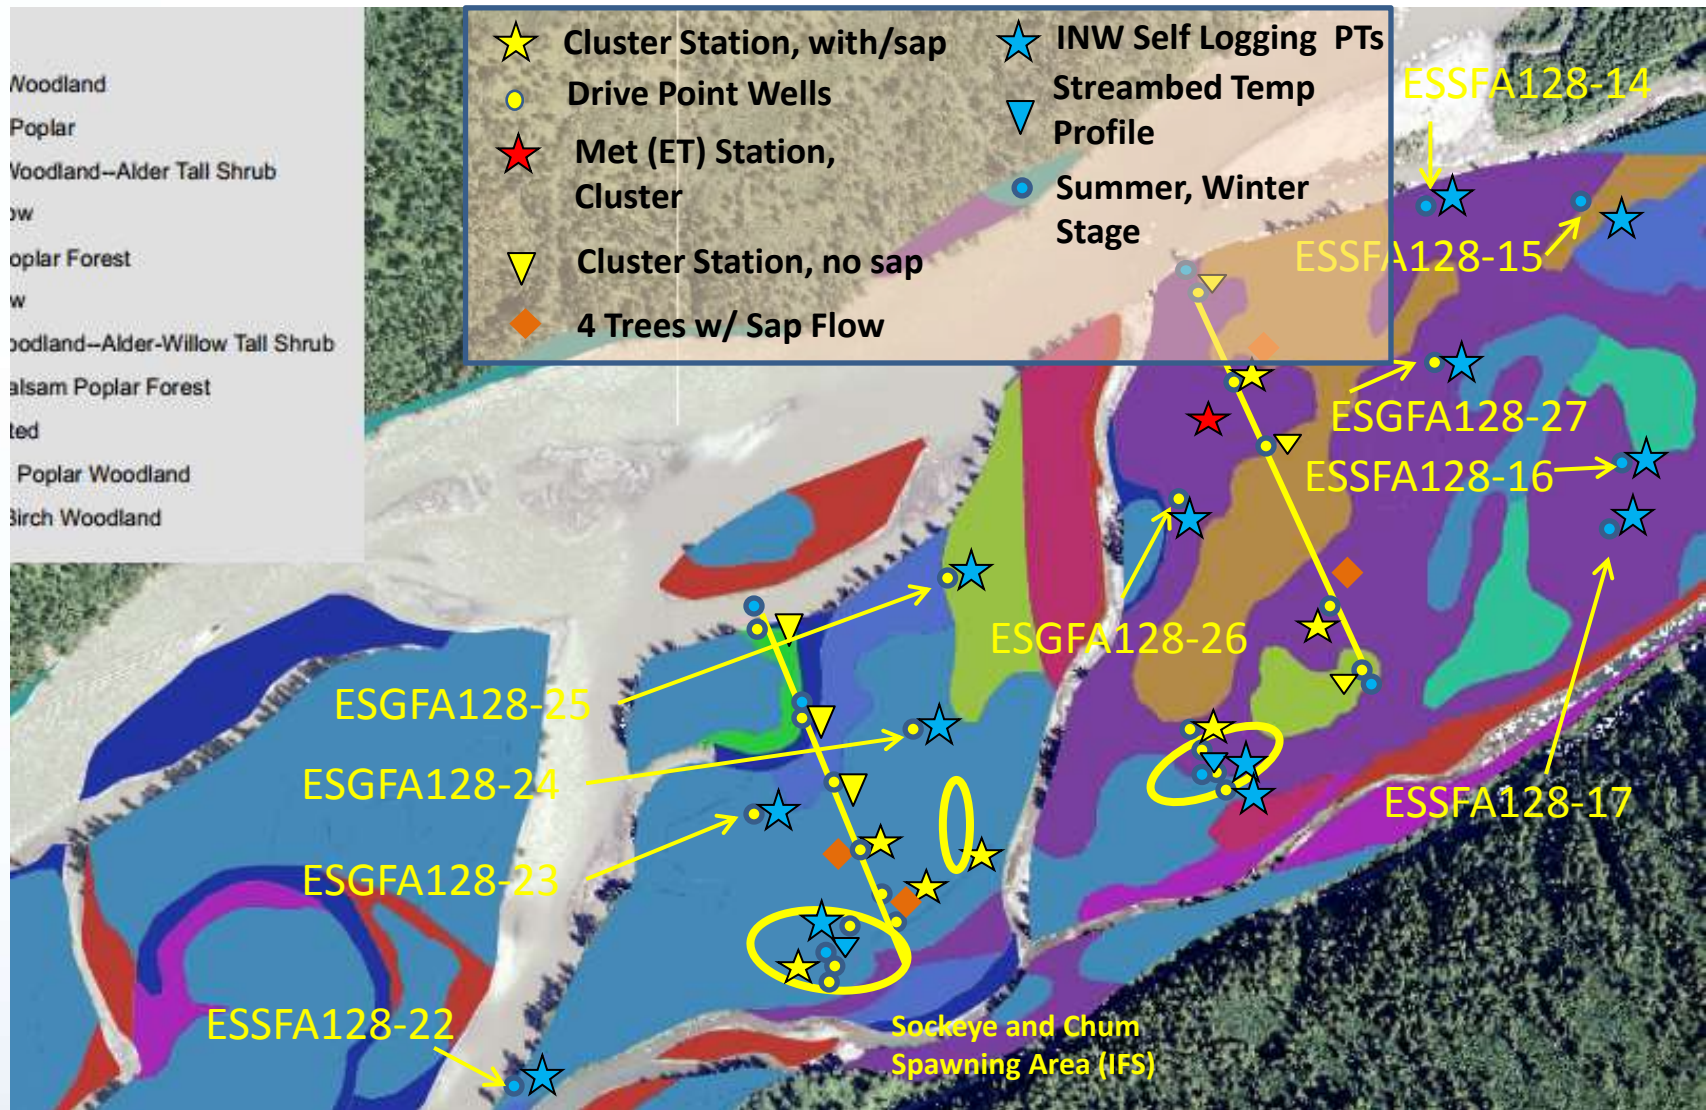 Woodland
Poplar
Woodland--Alder Tall Shrub
ow
oplar Forest
w
oodland--Alder-Willow Tall Shrub
alsam Poplar Forest
ted
Poplar Woodland
Birch Woodland
Cluster Station, with/sap
Drive Point Wells
Met (ET) Station,
Cluster
Cluster Station, no sap
4 Trees w/ Sap Flow
INW Self Logging PTs
Streambed Temp
Profile
Summer, Winter
Stage
ESSFA128-14
ESSFA128-15
ESGFA128-27
ESSFA128-16
ESGFA128-26
ESGFA128-25
ESGFA128-24
ESSFA128-17
ESGFA128-23
ESSFA128-22
Sockeye and Chum
Spawning Area (IFS)